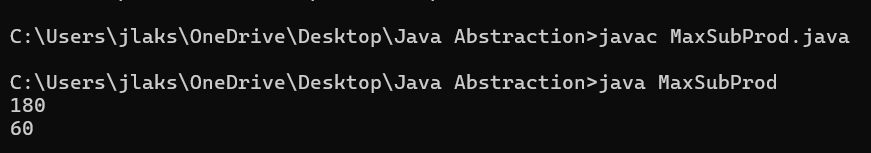 C:\Users\jlaks\OneDrive\Desktop\Java Abstraction>javac MaxSubProd.java
C:\Users\jlaks\OneDrive\Desktop\Java Abstraction>java MaxSubProd
180
60